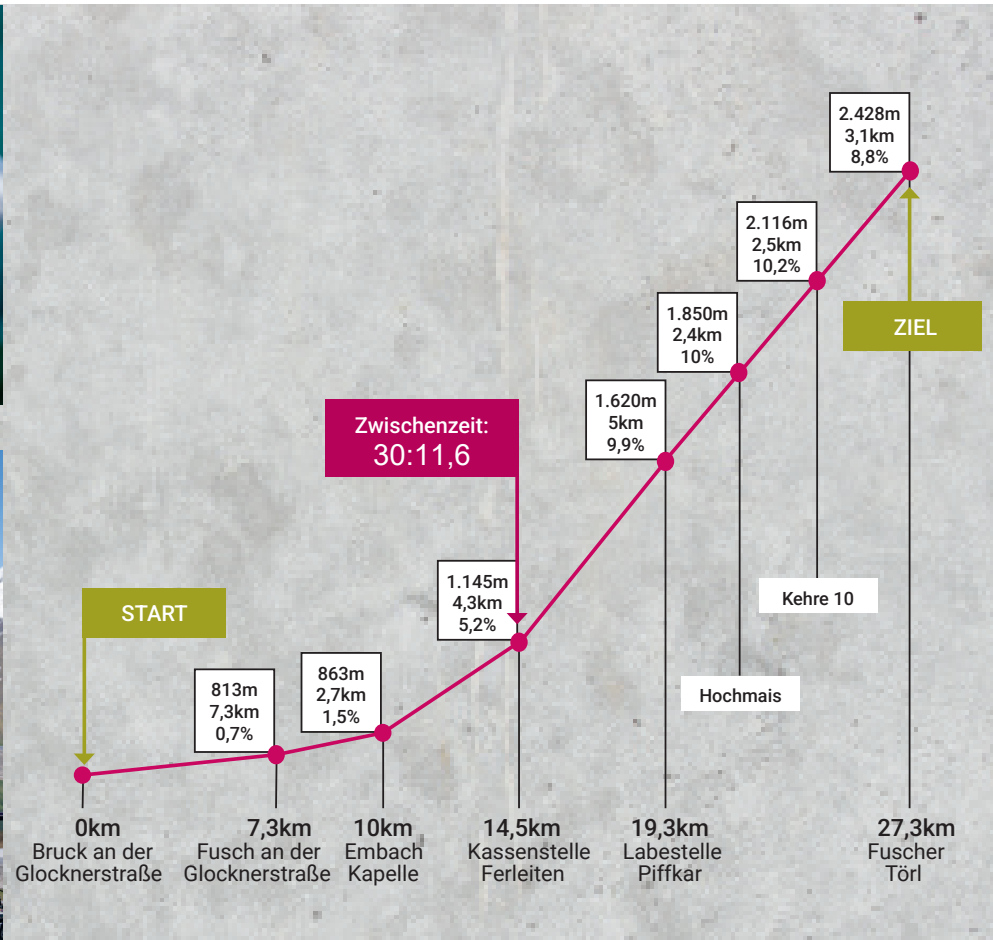 2.428m
3,1km
8,8%
2.116m
2,5km
10,2%
ZIEL
1.850m
2,4km
10%
1.620m
5km
9,9%
Zwischenzeit:
30:11,6
1.145m
4,3km
5,2%
START
Kehre 10
863m
2,7km
1,5%
813m
7,3km
0,7%
Hochmais
0km
Bruck an der
Glocknerstraße
7,3km
Fusch an der
Glocknerstraße
10km
Embach
Kapelle
14,5km
Kassenstelle
Ferleiten
19,3km
Labestelle
Piffkar
27,3km
Fuscher
Törl